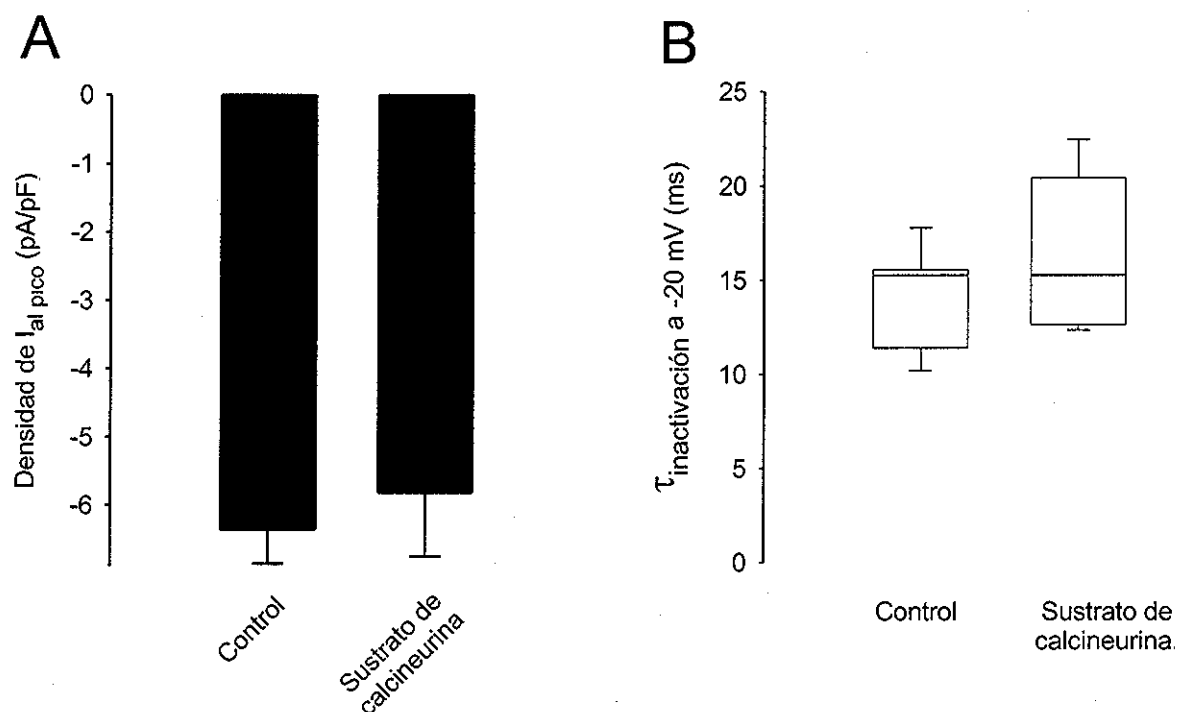 A
Densidad de I al pico (pA/pF)
0
-1
-2
-3
-4
-5
-6
Control
Sustrato de
calcineurina
B
τ inactivación a -20 mV (ms)
25
20
15
10
5
0
Control
Sustrato de
calcineurina.